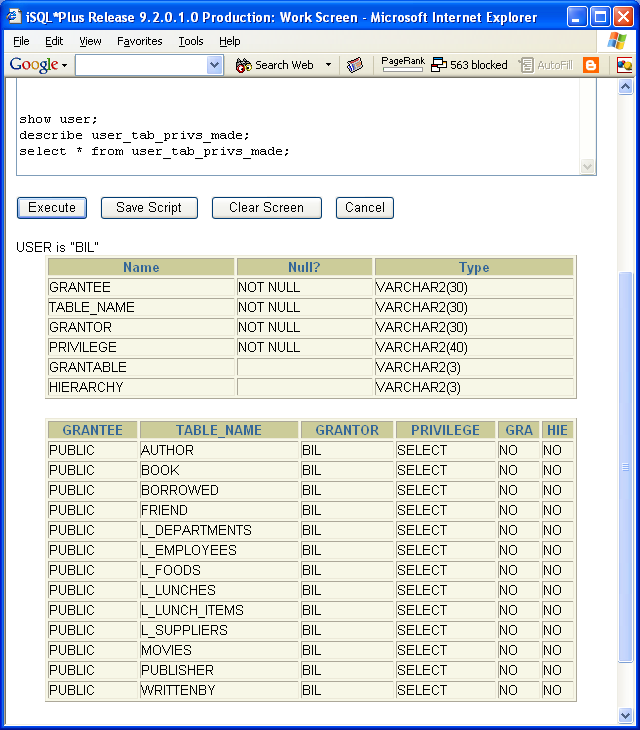 iSQL*Plus Release 9.2.0.1.0 Production: Work Screen - Microsoft Internet Explorer
File Edit View Favorites Tools Help
Google Search Web PageRank 563 blocked AutoFill
show user;
describe user_tab_privs_made;
select * from user_tab_privs_made;
Execute Save Script Clear Screen Cancel
USER is "BIL"
Name Null? Type
GRANTEE NOT NULL VARCHAR2(30)
TABLE_NAME NOT NULL VARCHAR2(30)
GRANTOR NOT NULL VARCHAR2(30)
PRIVILEGE NOT NULL VARCHAR2(40)
GRANTABLE VARCHAR2(3)
HIERARCHY VARCHAR2(3)
GRANTEE TABLE_NAME GRANTOR PRIVILEGE GRA HIE
PUBLIC AUTHOR BIL SELECT NO NO
PUBLIC BOOK BIL SELECT NO NO
PUBLIC BORROWED BIL SELECT NO NO
PUBLIC FRIEND BIL SELECT NO NO
PUBLIC L_DEPARTMENTS BIL SELECT NO NO
PUBLIC L_EMPLOYEES BIL SELECT NO NO
PUBLIC L_FOODS BIL SELECT NO NO
PUBLIC L_LUNCHES BIL SELECT NO NO
PUBLIC L_LUNCH_ITEMS BIL SELECT NO NO
PUBLIC L_SUPPLIERS BIL SELECT NO NO
PUBLIC MOVIES BIL SELECT NO NO
PUBLIC PUBLISHER BIL SELECT NO NO
PUBLIC WRITTENBY BIL SELECT NO NO